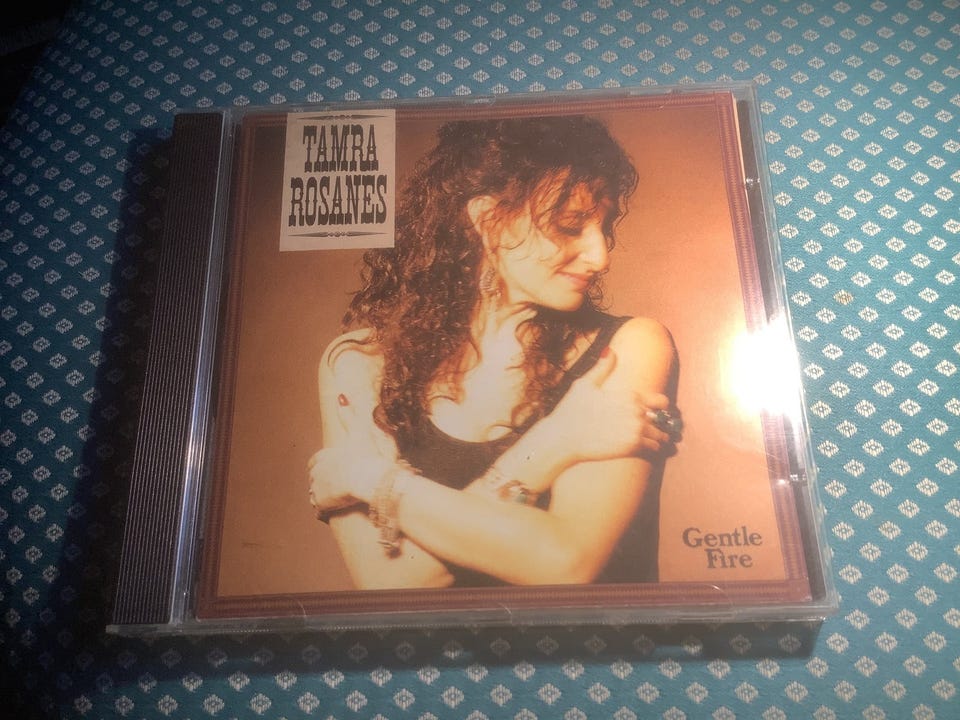 TAMRA
ROSANES
Gentle
Fire